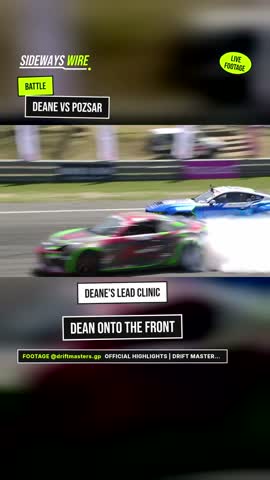 SIDEWAYS WIRE.
LIVE
FOOTAGE
BATTLE
DEANE VS POZSAR
DEANE'S LEAD CLINIC
DEAN ONTO THE FRONT
FOOTAGE @driftmasters.gp OFFICIAL HIGHLIGHTS | DRIFT MASTER...